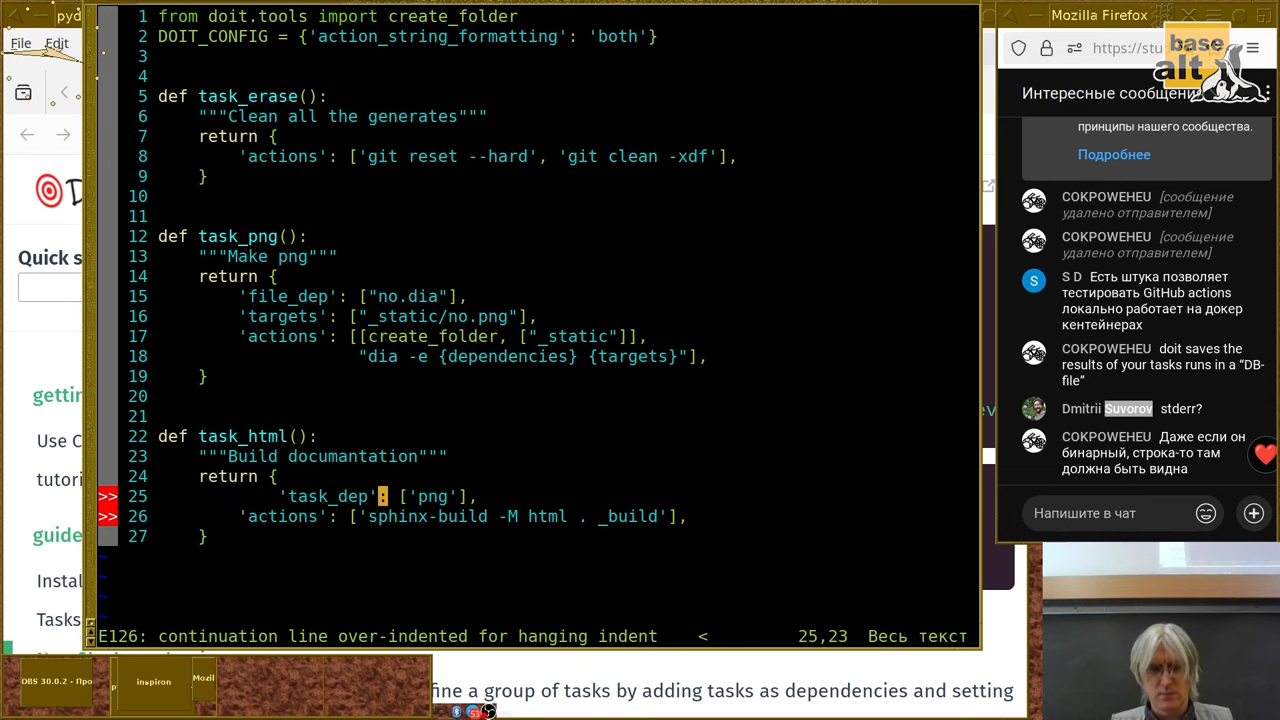 pyd
File Edit
Quick s
gettin
Use C
tutori
guide
Instal
Tasks
1 from doit.tools import create_folder
2 DOIT_CONFIG = {'action_string_formatting': 'both'}
3
4
5 def task_erase():
6 """Clean all the generates"""
7 return {
8 'actions': ['git reset --hard', 'git clean -xdf'],
9 }
10
11
12 def task_png():
13 """Make png"""
14 return {
15 'file_dep': ["no.dia"],
16 'targets': ["_static/no.png"],
17 'actions': [[create_folder, ["_static"]],
18 "dia -e {dependencies} {targets}"],
19 }
20
21
22 def task_html():
23 """Build documantation"""
24 return {
>> 25 'task_dep': ['png'],
>> 26 'actions': ['sphinx-build -M html . _build'],
27 }
~
~
~
~
E126: continuation line over-indented for hanging indent < 25,23 Весь текст
Mozilla Firefox
https://stu
base
alt
Интересные сообщени
принципы нашего сообщества.
Подробнее
COKPOWEHEU [сообщение
удалено отправителем]
COKPOWEHEU [сообщение
удалено отправителем]
S
S D Есть штука позволяет
тестировать GitHub actions
локально работает на докер
контейнерах
COKPOWEHEU doit saves the
results of your tasks runs in a “DB-
file”
Dmitrii Suvorov stderr?
COKPOWEHEU Даже если он
бинарный, строка-то там
должна быть видна
Напишите в чат
OBS 30.0.2 - Про
inspiron
Mozil
fine a group of tasks by adding tasks as dependencies and setting
53